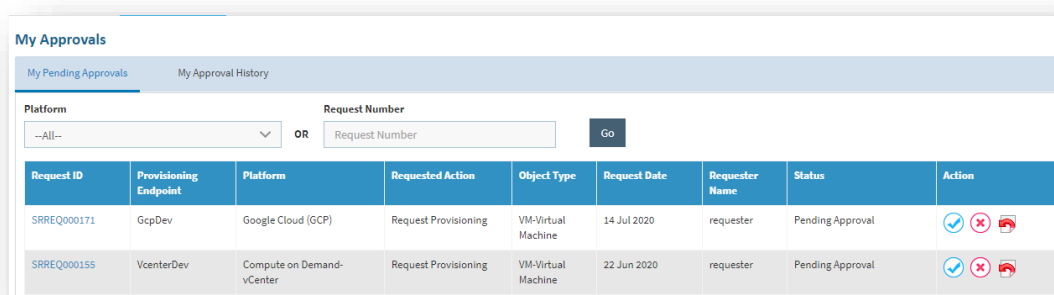 My Approvals
My Pending Approvals My Approval History
Platform Request Number
--All-- OR Request Number Go
Request ID Provisioning Endpoint Platform Requested Action Object Type Request Date Requester Name Status Action
SRREQ000171 GcpDev Google Cloud (GCP) Request Provisioning VM-Virtual Machine 14 Jul 2020 requester Pending Approval
SRREQ000155 VcenterDev Compute on Demand-vCenter Request Provisioning VM-Virtual Machine 22 Jun 2020 requester Pending Approval